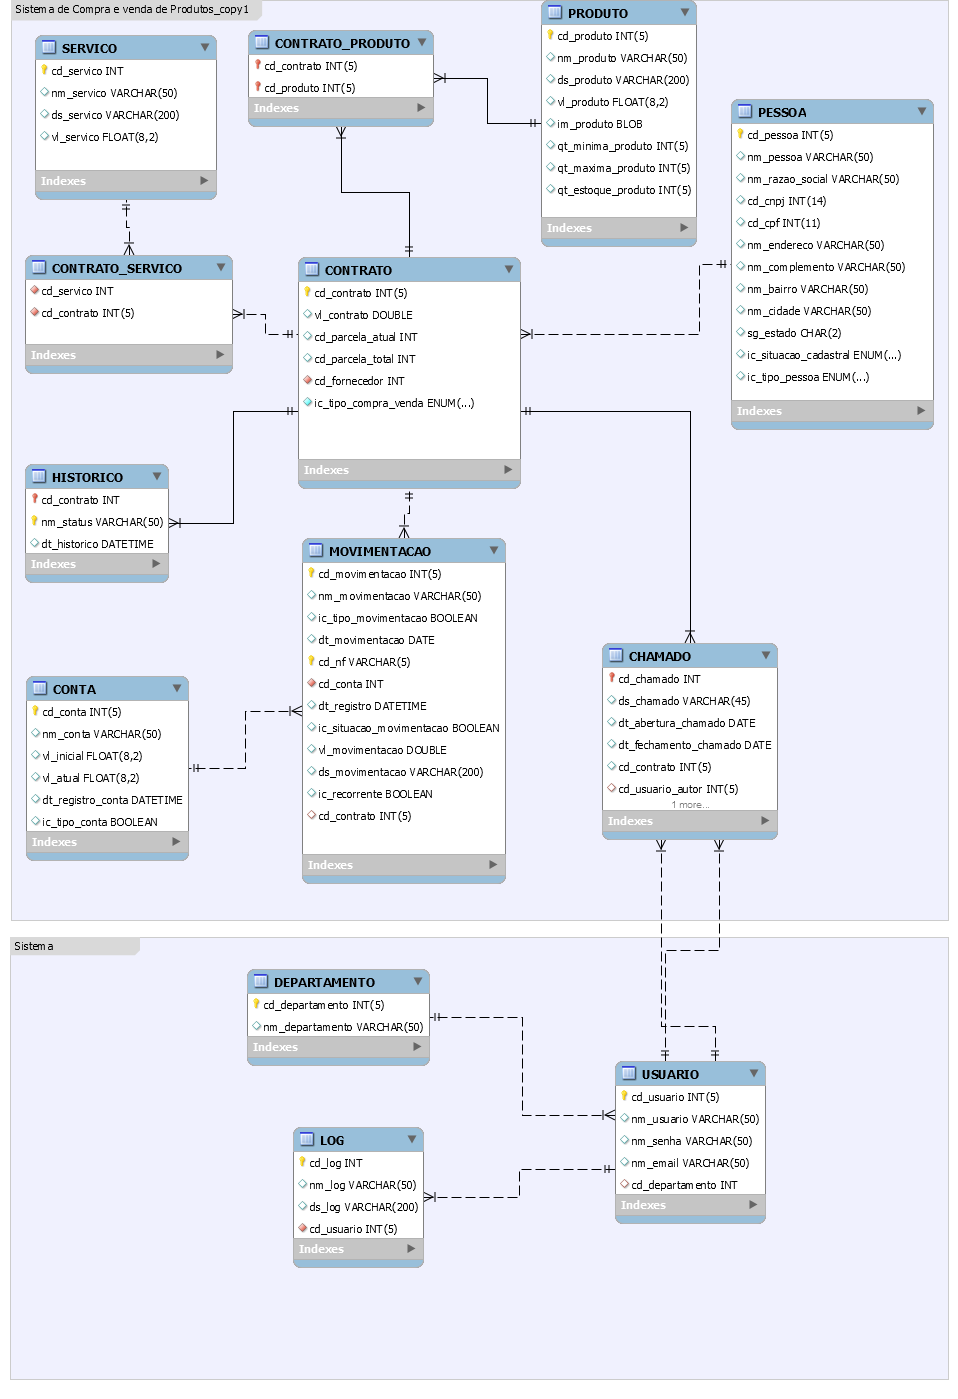 Sistema de Compra e venda de Produtos_copy1
SERVICO
cd_servico INT
nm_servico VARCHAR(50)
ds_servico VARCHAR(200)
vl_servico FLOAT(8,2)
Indexes
CONTRATO_PRODUTO
cd_contrato INT(5)
cd_produto INT(5)
Indexes
PRODUTO
cd_produto INT(5)
nm_produto VARCHAR(50)
ds_produto VARCHAR(200)
vl_produto FLOAT(8,2)
im_produto BLOB
qt_minima_produto INT(5)
qt_maxima_produto INT(5)
qt_estoque_produto INT(5)
Indexes
PESSOA
cd_pessoa INT(5)
nm_pessoa VARCHAR(50)
nm_razao_social VARCHAR(50)
cd_cnpj INT(14)
cd_cpf INT(11)
nm_endereco VARCHAR(50)
nm_complemento VARCHAR(50)
nm_bairro VARCHAR(50)
nm_cidade VARCHAR(50)
sg_estado CHAR(2)
ic_situacao_cadastral ENUM(...)
ic_tipo_pessoa ENUM(...)
Indexes
CONTRATO_SERVICO
cd_servico INT
cd_contrato INT(5)
Indexes
CONTRATO
cd_contrato INT(5)
vl_contrato DOUBLE
cd_parcela_atual INT
cd_parcela_total INT
cd_fornecedor INT
ic_tipo_compra_venda ENUM(...)
Indexes
HISTORICO
cd_contrato INT
nm_status VARCHAR(50)
dt_historico DATETIME
Indexes
MOVIMENTACAO
cd_movimentacao INT(5)
nm_movimentacao VARCHAR(50)
ic_tipo_movimentacao BOOLEAN
dt_movimentacao DATE
cd_nf VARCHAR(5)
cd_conta INT
dt_registro DATETIME
ic_situacao_movimentacao BOOLEAN
vl_movimentacao DOUBLE
ds_movimentacao VARCHAR(200)
ic_recorrente BOOLEAN
cd_contrato INT(5)
Indexes
CHAMADO
cd_chamado INT
ds_chamado VARCHAR(45)
dt_abertura_chamado DATE
dt_fechamento_chamado DATE
cd_contrato INT(5)
cd_usuario_autor INT(5)
1 more...
Indexes
CONTA
cd_conta INT(5)
nm_conta VARCHAR(50)
vl_inicial FLOAT(8,2)
vl_atual FLOAT(8,2)
dt_registro_conta DATETIME
ic_tipo_conta BOOLEAN
Indexes
Sistema
DEPARTAMENTO
cd_departamento INT(5)
nm_departamento VARCHAR(50)
Indexes
USUARIO
cd_usuario INT(5)
nm_usuario VARCHAR(50)
nm_senha VARCHAR(50)
nm_email VARCHAR(50)
cd_departamento INT
Indexes
LOG
cd_log INT
nm_log VARCHAR(50)
ds_log VARCHAR(200)
cd_usuario INT(5)
Indexes